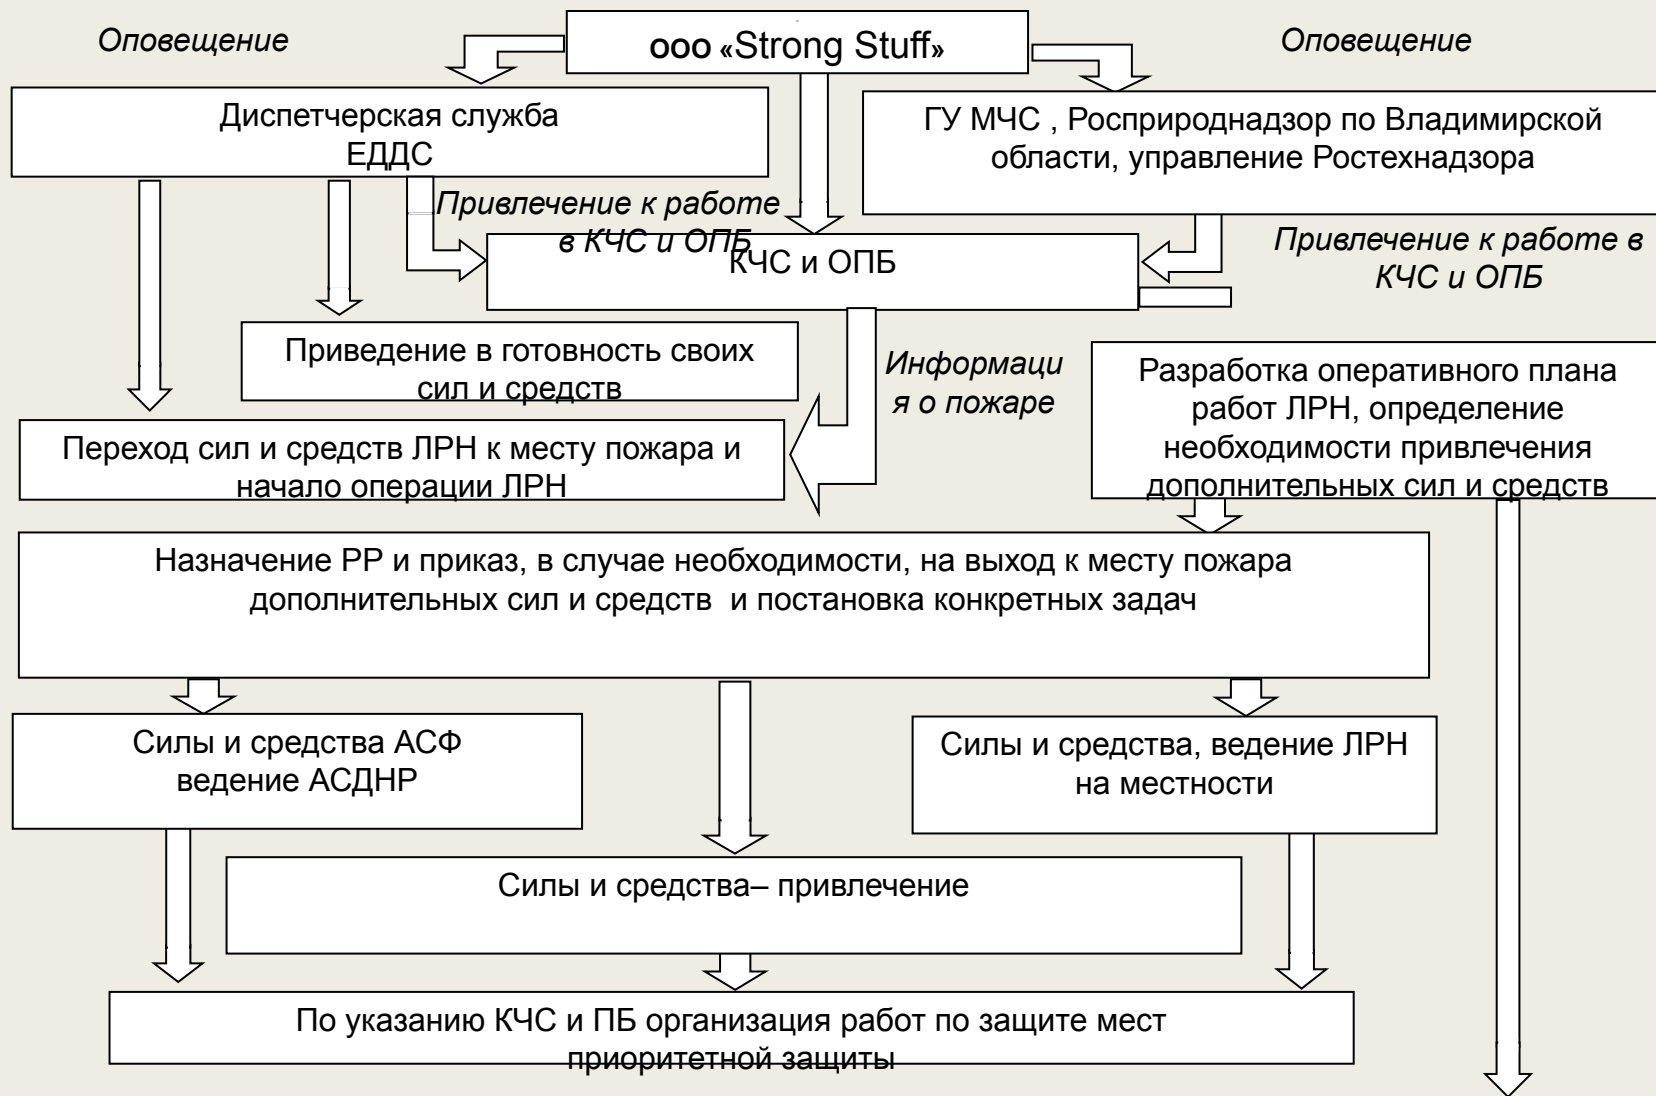 Оповещение
ООО «Strong Stuff»
Оповещение
Диспетчерская служба
ЕДДС
ГУ МЧС , Росприроднадзор по Владимирской
области, управление Ростехнадзора
Привлечение к работе
в КЧС и ОПБ
КЧС и ОПБ
Привлечение к работе в
КЧС и ОПБ
Приведение в готовность своих
сил и средств
Информаци
я о пожаре
Разработка оперативного плана
работ ЛРН, определение
необходимости привлечения
дополнительных сил и средств
Переход сил и средств ЛРН к месту пожара и
начало операции ЛРН
Назначение РР и приказ, в случае необходимости, на выход к месту пожара
дополнительных сил и средств и постановка конкретных задач
Силы и средства АСФ
ведение АСДНР
Силы и средства, ведение ЛРН
на местности
Силы и средства– привлечение
По указанию КЧС и ПБ организация работ по защите мест
приоритетной защиты